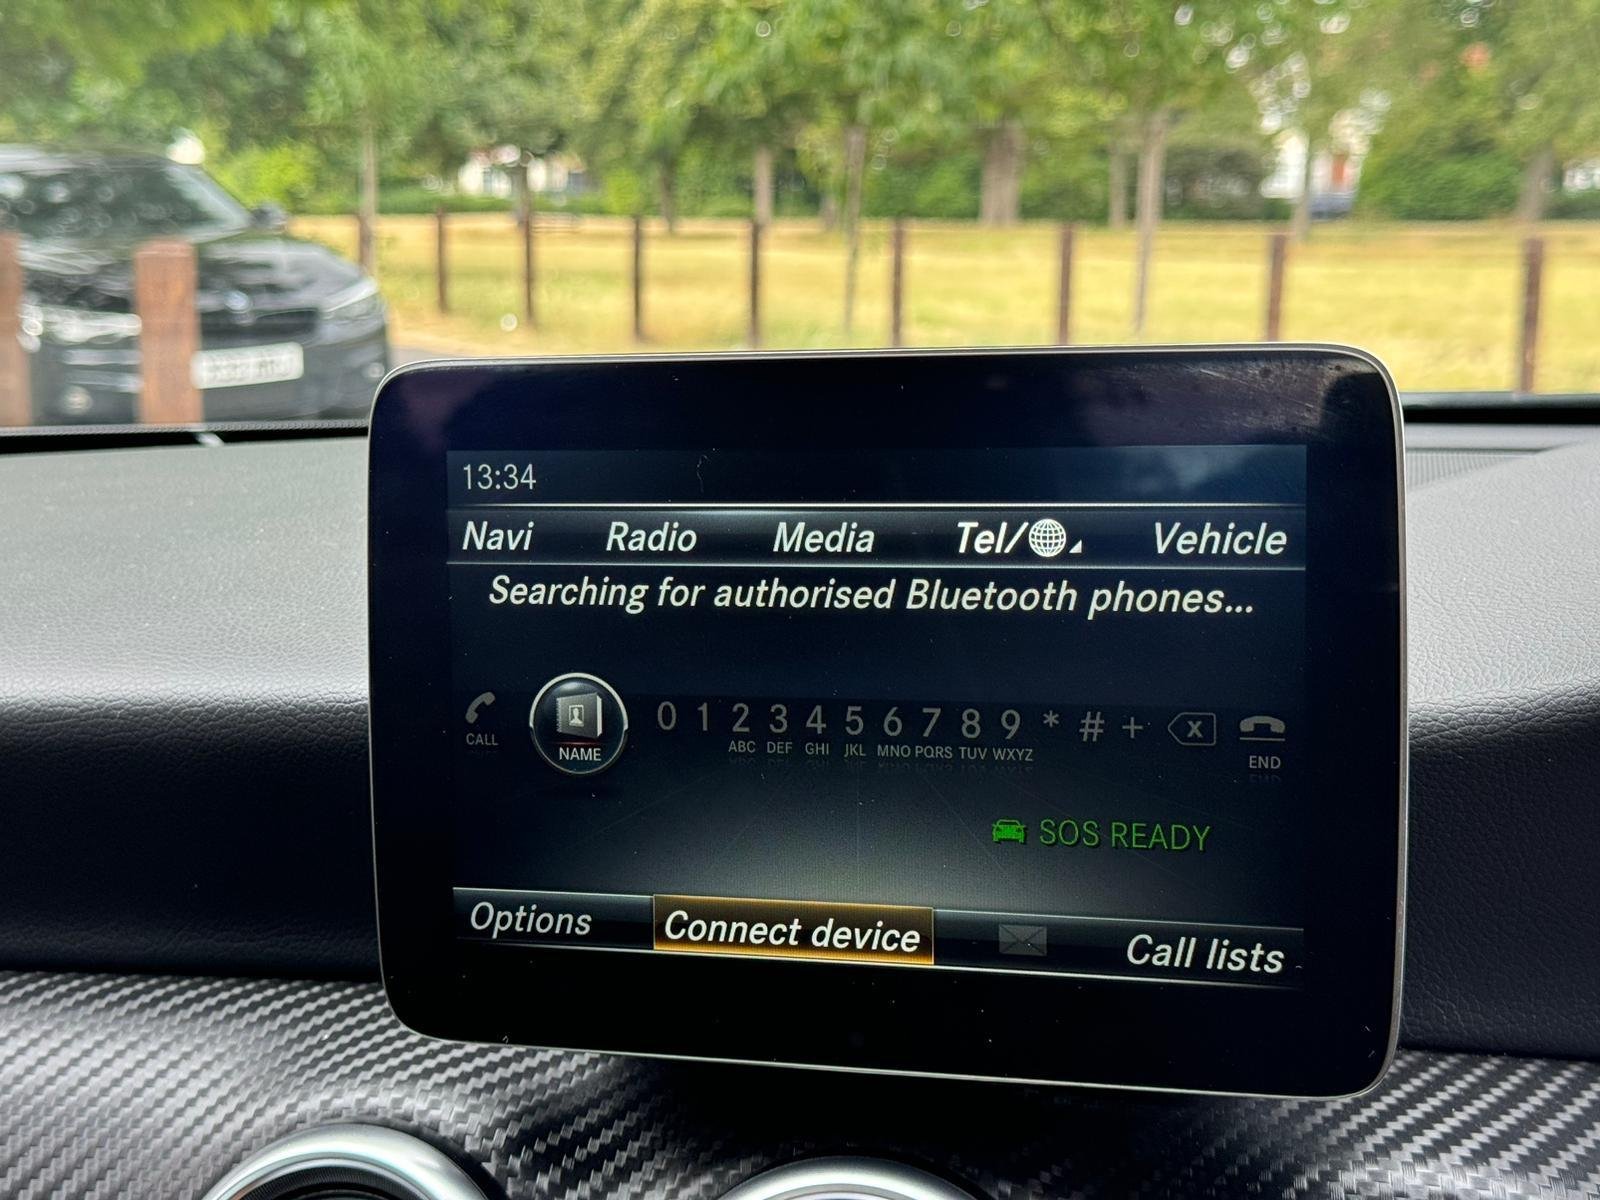 13:34
Navi Radio Media Tel/ Vehicle
Searching for authorised Bluetooth phones...
0 1 2 3 4 5 6 7 8 9 * # + X
CALL NAME ABC DEF GHI JKL MNO PQRS TUV WXYZ END
SOS READY
Options Connect device Call lists